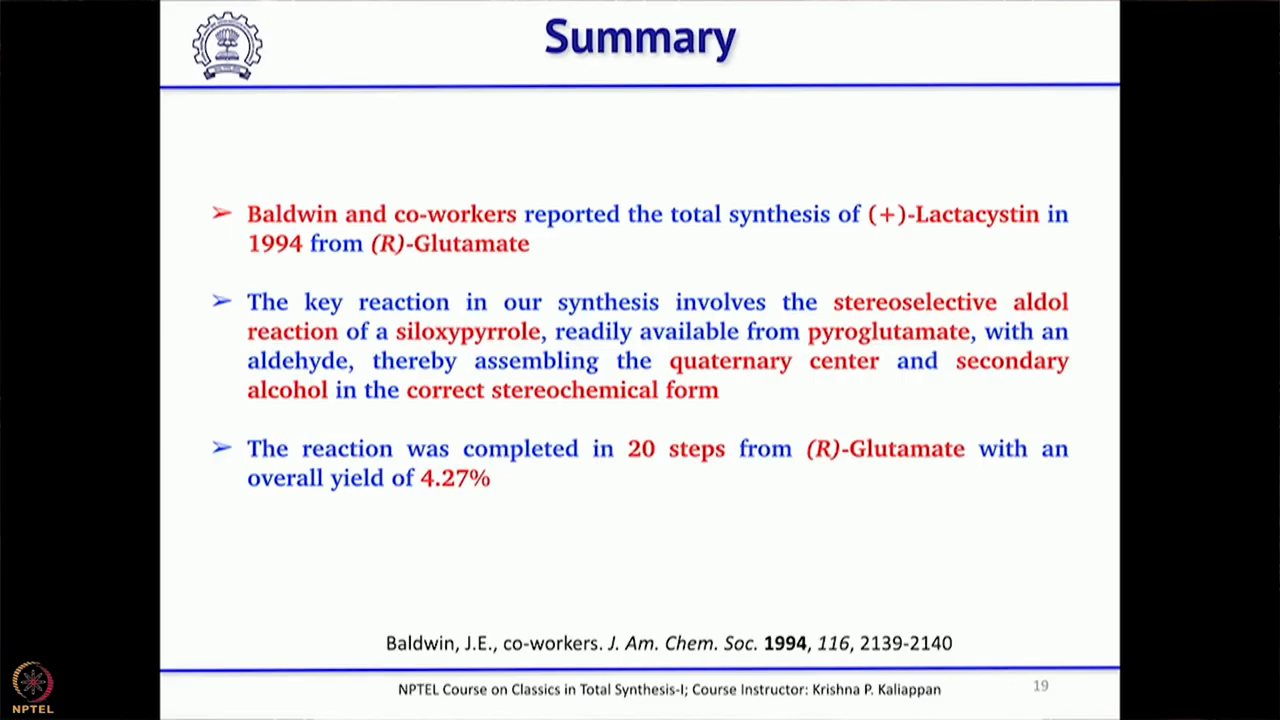 Summary
➢ Baldwin and co-workers reported the total synthesis of (+)-Lactacystin in
1994 from (R)-Glutamate
➢ The key reaction in our synthesis involves the stereoselective aldol
reaction of a siloxypyrrole, readily available from pyroglutamate, with an
aldehyde, thereby assembling the quaternary center and secondary
alcohol in the correct stereochemical form
➢ The reaction was completed in 20 steps from (R)-Glutamate with an
overall yield of 4.27%
Baldwin, J.E., co-workers. J. Am. Chem. Soc. 1994, 116, 2139-2140
NPTEL Course on Classics in Total Synthesis-I; Course Instructor: Krishna P. Kaliappan
19
NPTEL